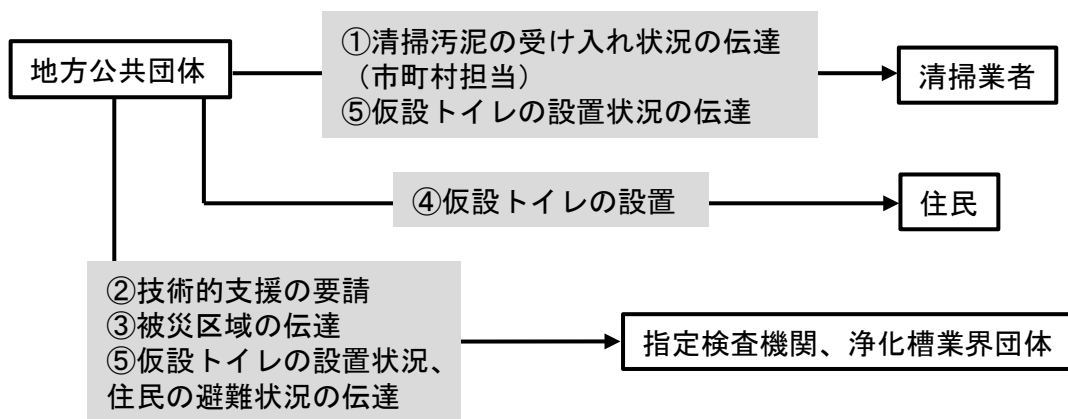 地方公共団体
①清掃汚泥の受け入れ状況の伝達
（市町村担当）
⑤仮設トイレの設置状況の伝達
清掃業者
④仮設トイレの設置
住民
②技術的支援の要請
③被災区域の伝達
⑤仮設トイレの設置状況、
住民の避難状況の伝達
指定検査機関、浄化槽業界団体